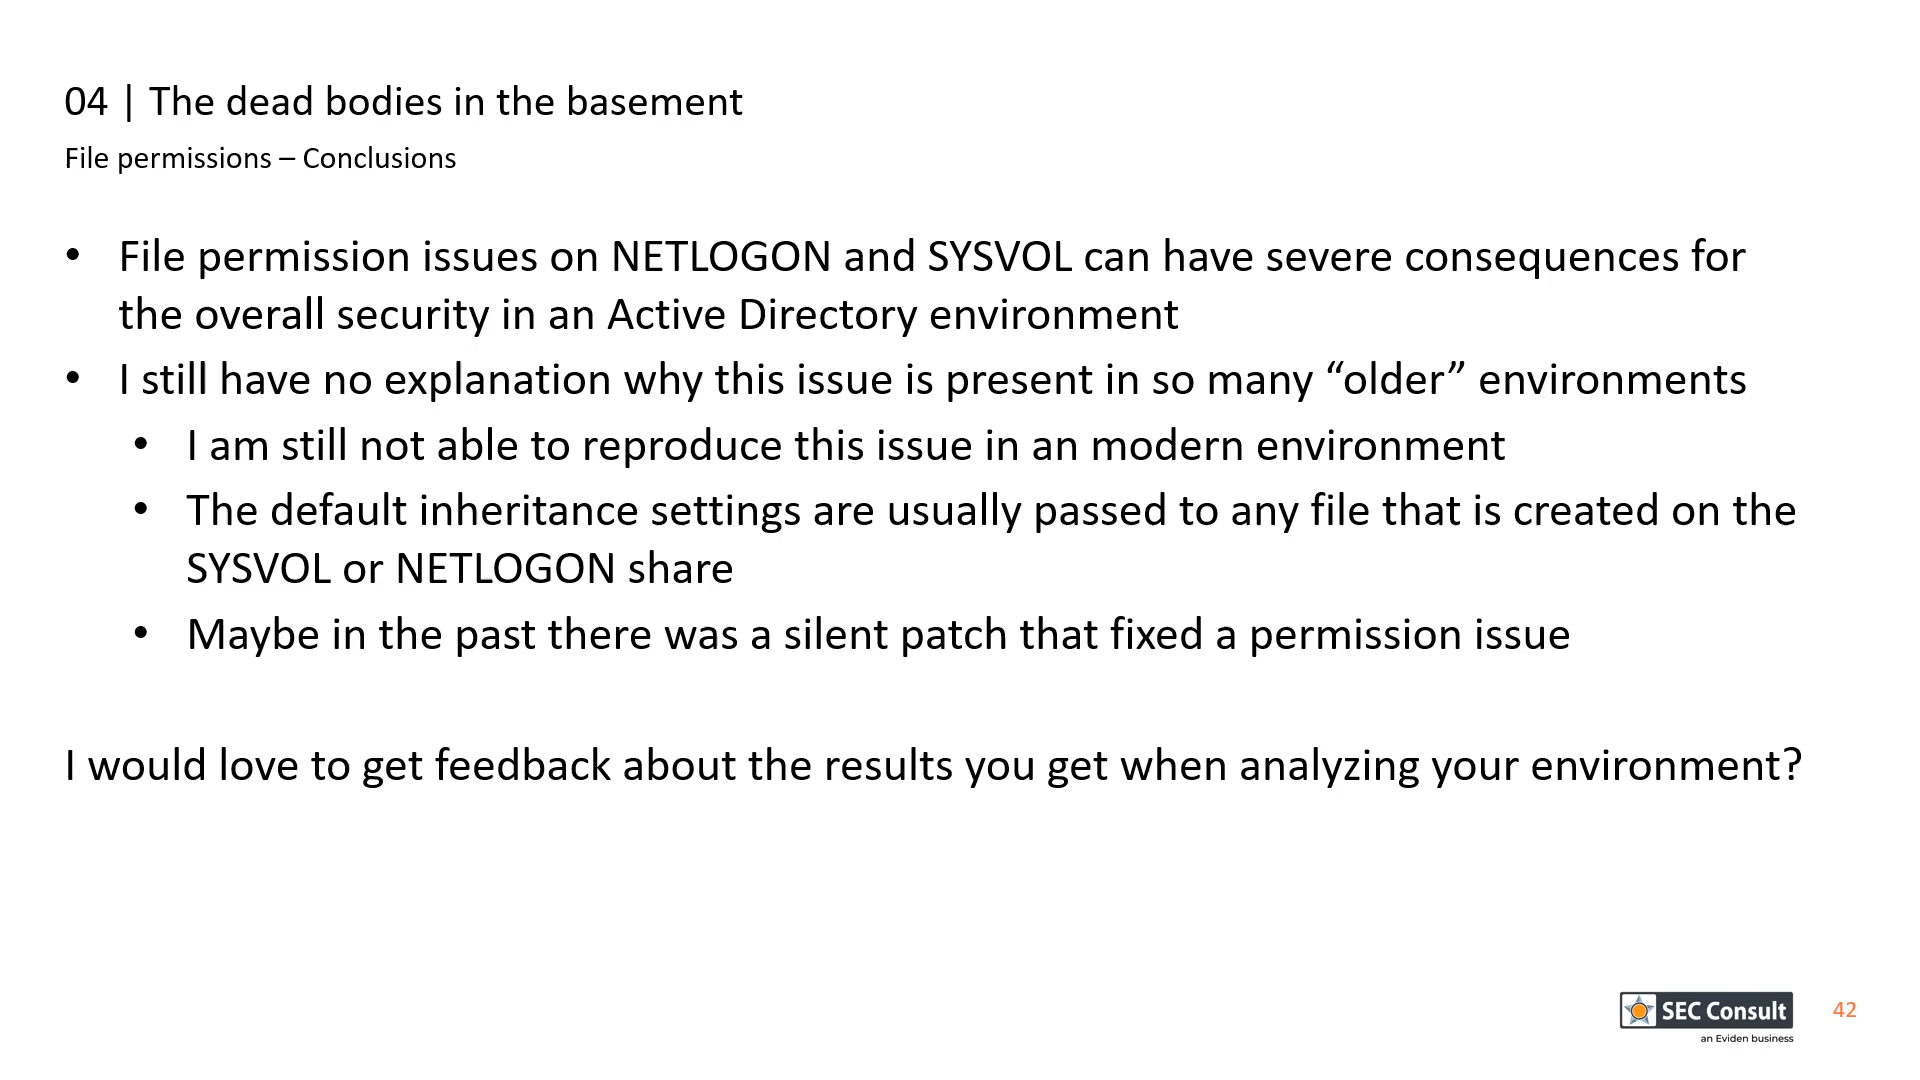 04 | The dead bodies in the basement
File permissions – Conclusions
• File permission issues on NETLOGON and SYSVOL can have severe consequences for
the overall security in an Active Directory environment
• I still have no explanation why this issue is present in so many “older” environments
• I am still not able to reproduce this issue in an modern environment
• The default inheritance settings are usually passed to any file that is created on the
SYSVOL or NETLOGON share
• Maybe in the past there was a silent patch that fixed a permission issue
I would love to get feedback about the results you get when analyzing your environment?
SEC Consult
an Eviden business
42